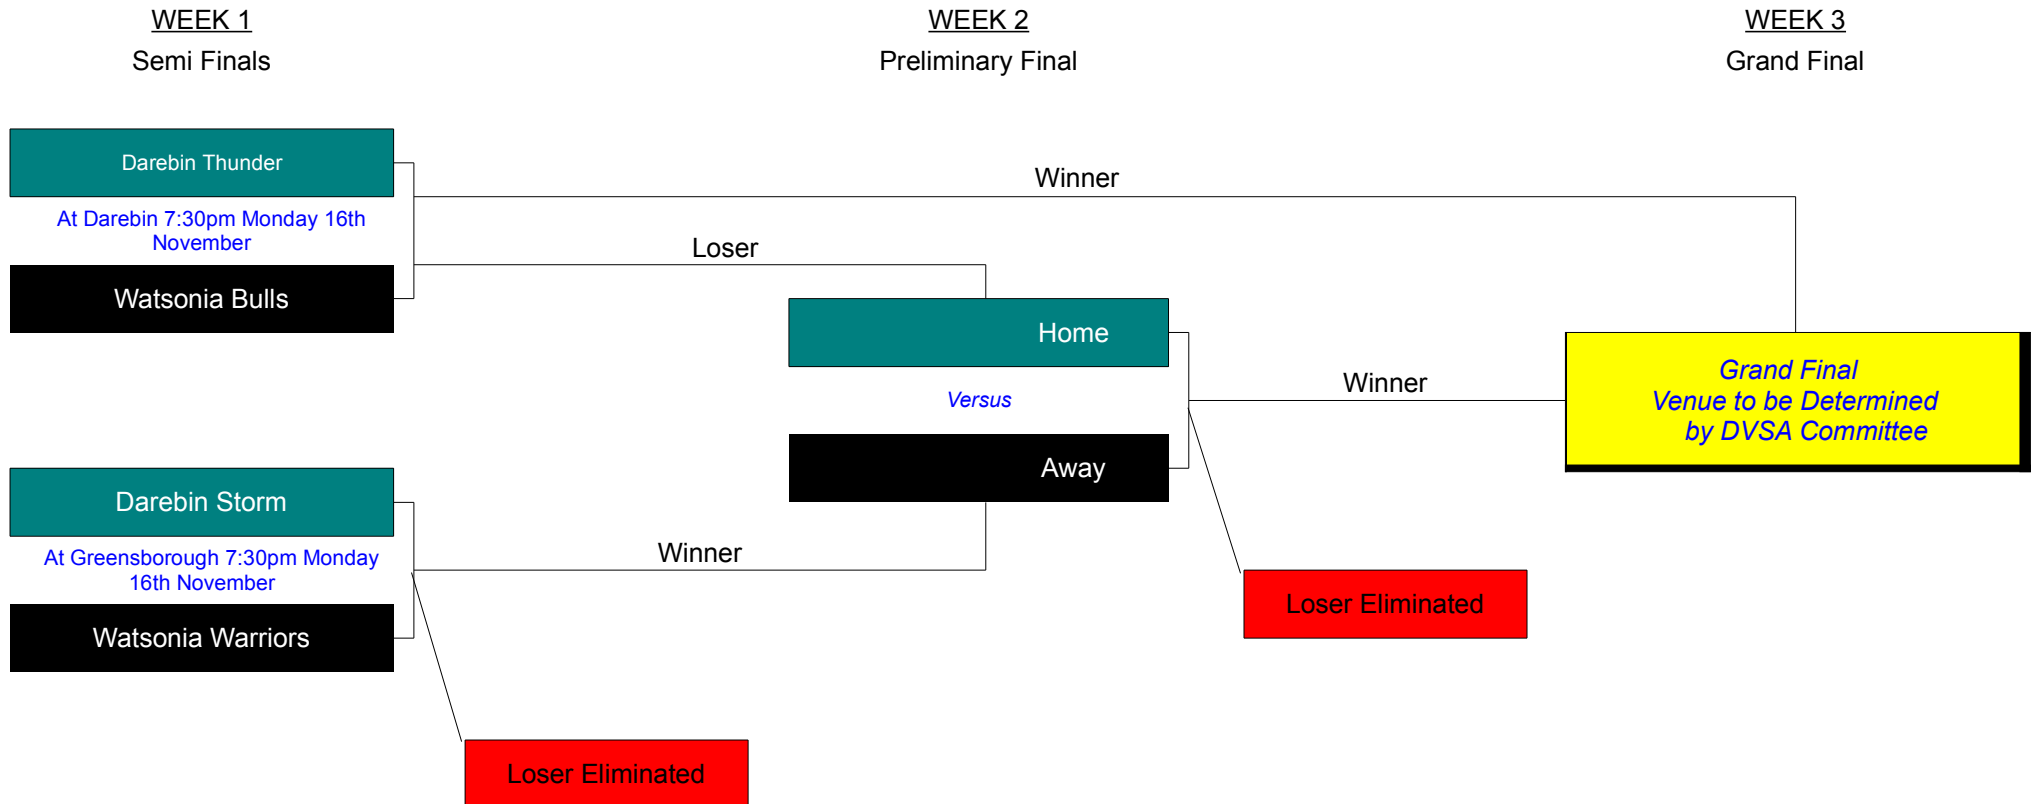 WEEK 1
Semi Finals
WEEK 2
Preliminary Final
WEEK 3
Grand Final
Darebin Thunder
At Darebin 7:30pm Monday 16th
November
Watsonia Bulls
Winner
Loser
Home
Versus
Away
Winner
Grand Final
Venue to be Determined
by DVSA Committee
Darebin Storm
At Greensborough 7:30pm Monday
16th November
Watsonia Warriors
Winner
Loser Eliminated
Loser Eliminated